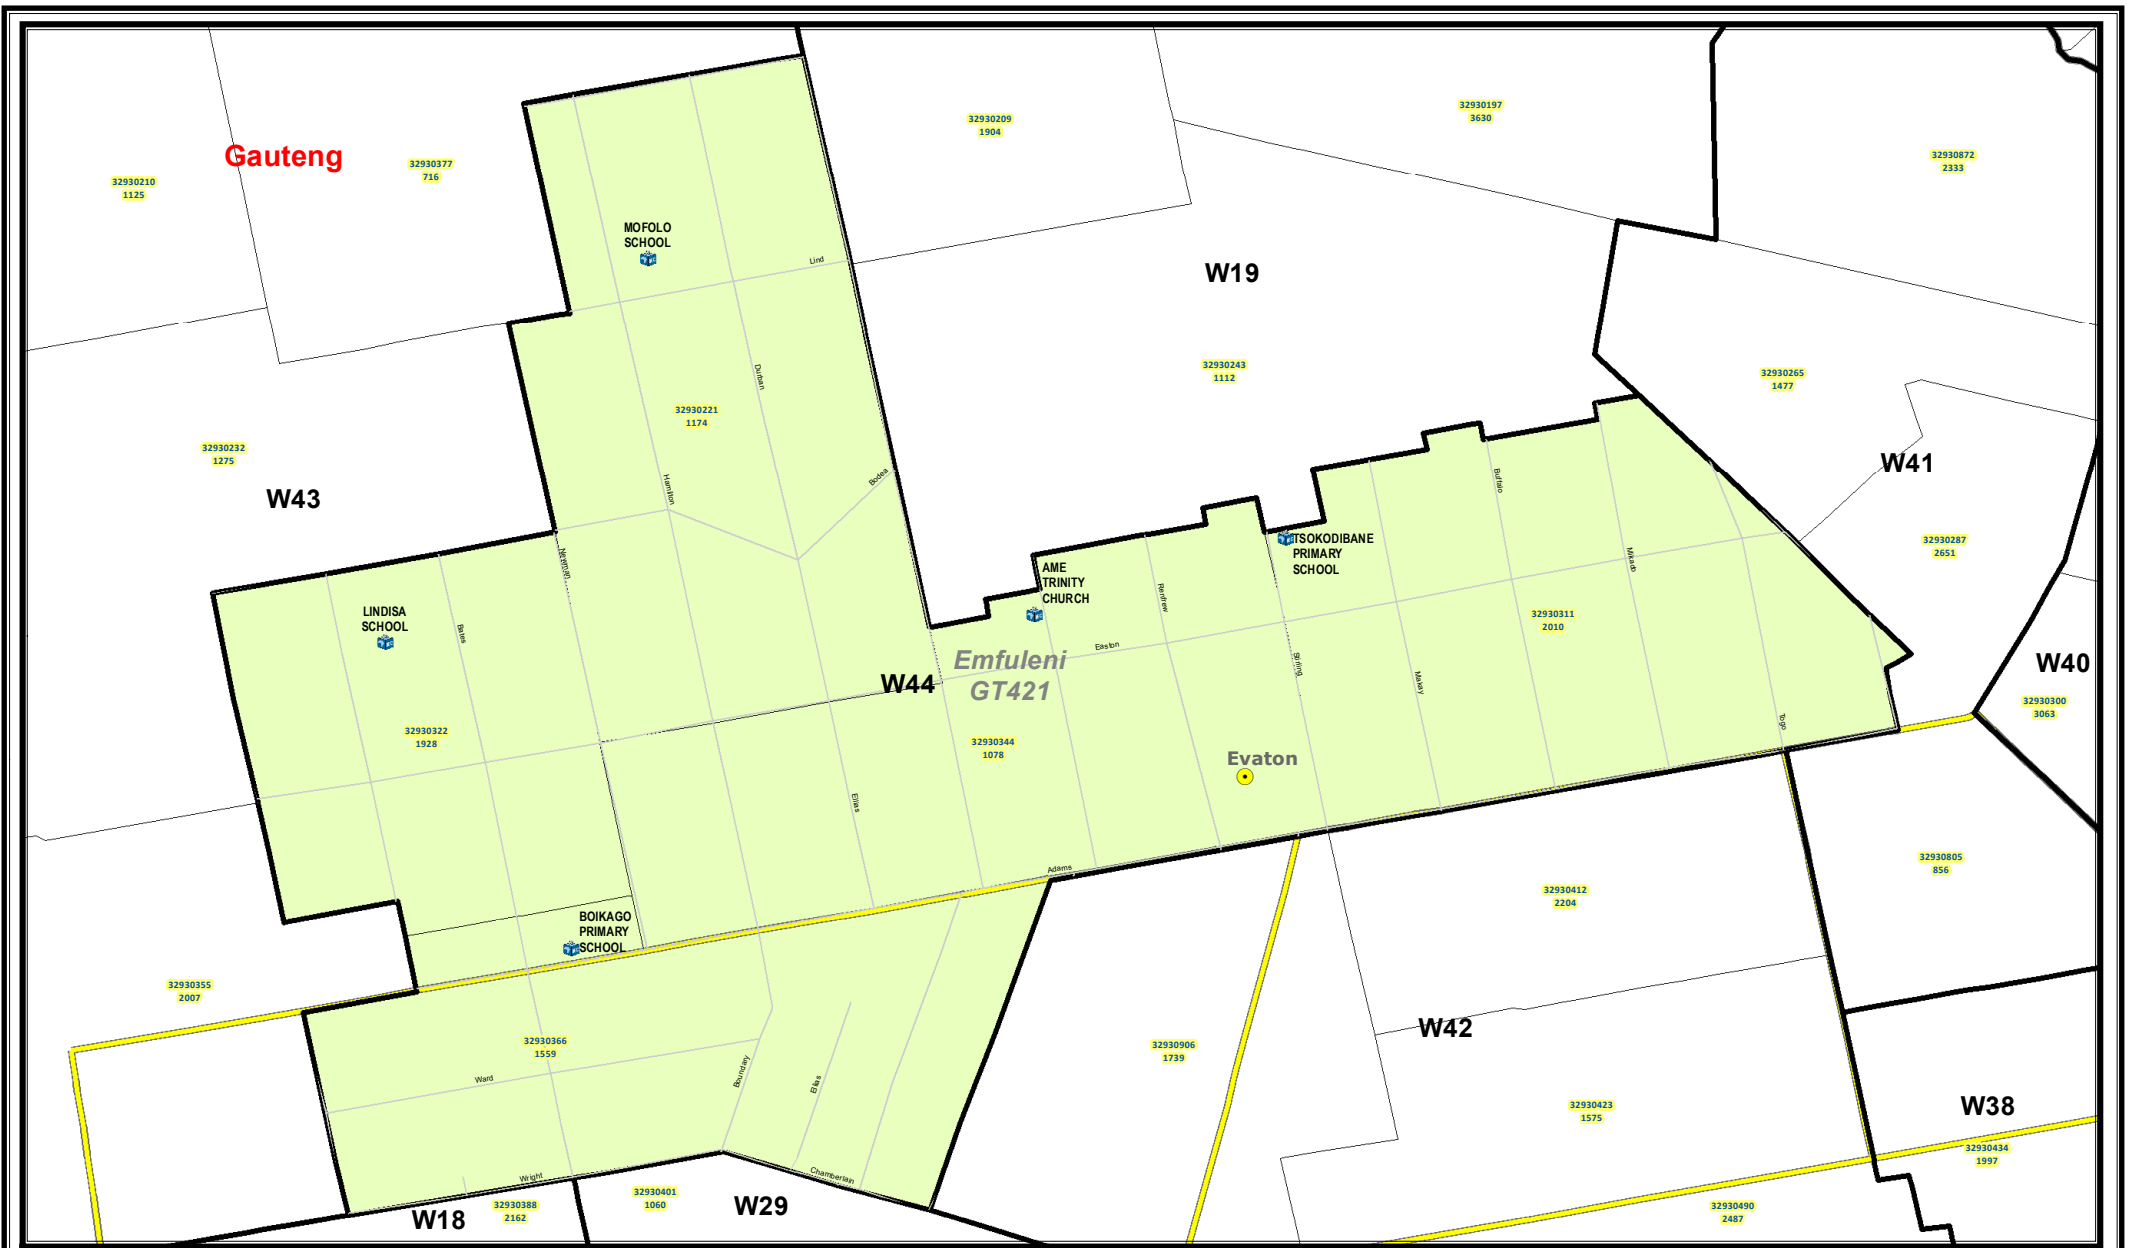 Gauteng
32930210
1125
32930377
716
32930209
1904
32930197
3630
32930872
2333
MOFOLO
SCHOOL
Lind
W19
32930243
1112
32930265
1477
Durban
32930221
1174
32930232
1275
W43
Hamilton
Bodea
Buffalo
W41
32930287
2651
TSOKODIBANE
PRIMARY
SCHOOL
AME
TRINITY
CHURCH
Newman
Renfrew
Mikado
LINDISA
SCHOOL
Bates
32930311
2010
Easton
Emfuleni
GT421
W44
Stirling
Makay
W40
32930300
3063
Togo
32930322
1928
32930344
1078
Evaton
Ellias
Adams
32930805
856
32930412
2204
BOIKAGO
PRIMARY
SCHOOL
32930355
2007
32930366
1559
W42
32930906
1739
Ward
Boundary
Ellias
32930423
1575
W38
32930434
1997
Wright
Chamberlain
32930388
2162
32930401
1060
W18
W29
32930490
2487